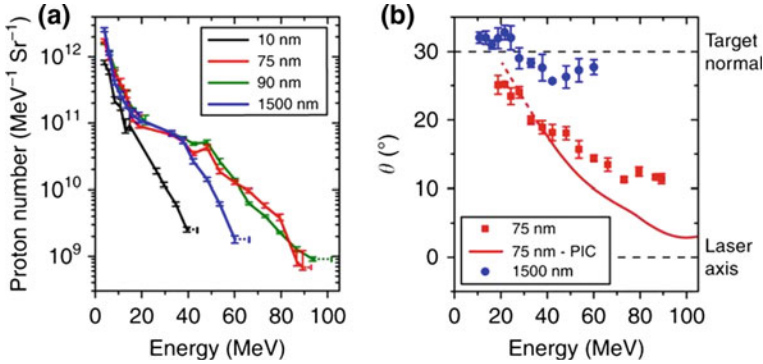 (a)
Proton number (MeV⁻¹ Sr⁻¹)
10¹²
10¹¹
10¹⁰
10⁹
10 nm
75 nm
90 nm
1500 nm
0 20 40 60 80 100
Energy (MeV)
(b)
θ (°)
30
20
10
0
Target
normal
75 nm
75 nm - PIC
1500 nm
Laser
axis
0 20 40 60 80 100
Energy (MeV)